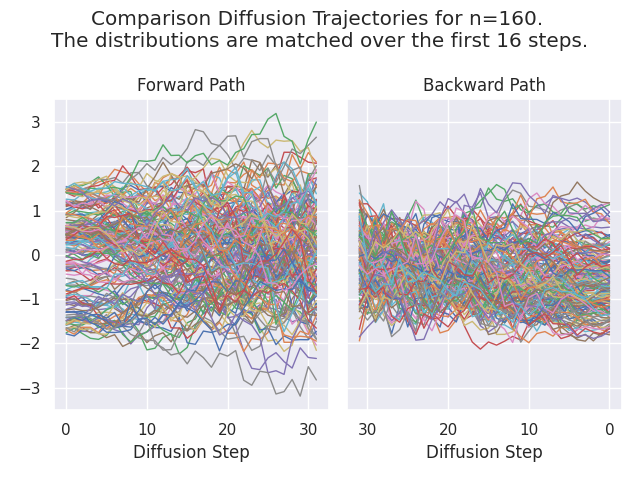 Comparison Diffusion Trajectories for n=160.
The distributions are matched over the first 16 steps.
Forward Path
Backward Path
3
2
1
0
−1
−2
−3
0 10 20 30
30 20 10 0
Diffusion Step
Diffusion Step